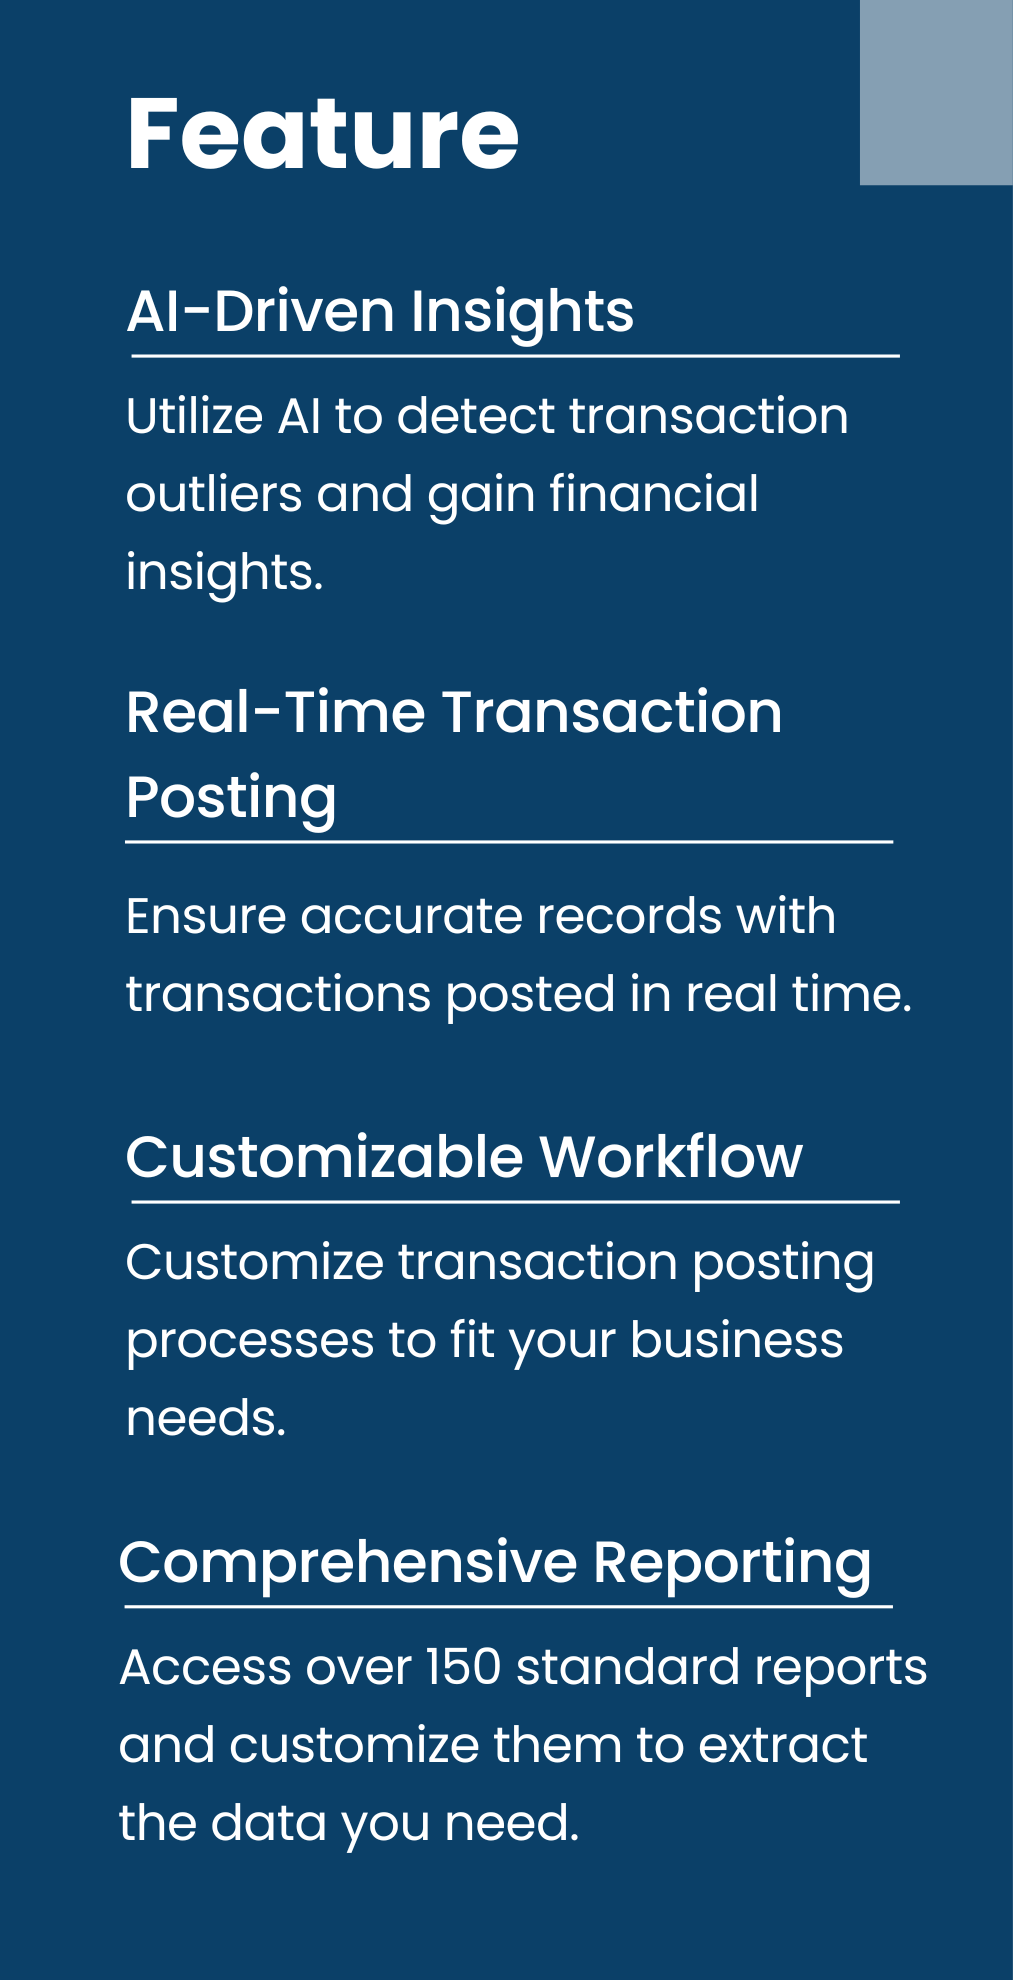 Feature
AI-Driven Insights
Utilize AI to detect transaction
outliers and gain financial
insights.
Real-Time Transaction
Posting
Ensure accurate records with
transactions posted in real time.
Customizable Workflow
Customize transaction posting
processes to fit your business
needs.
Comprehensive Reporting
Access over 150 standard reports
and customize them to extract
the data you need.